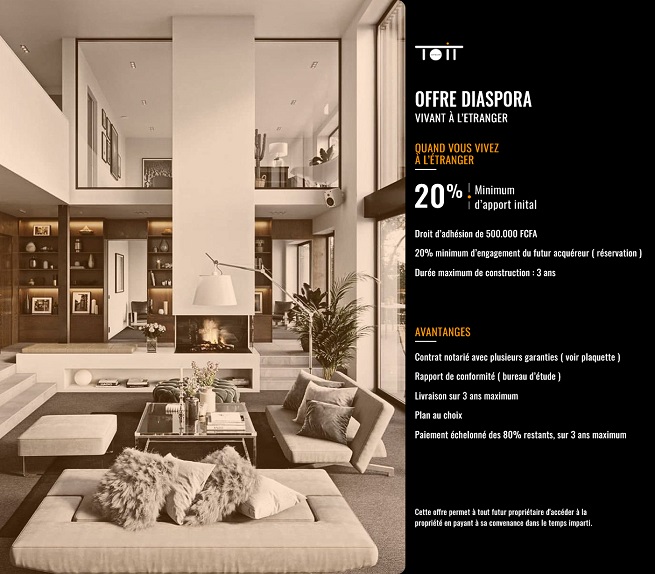 TOIT
OFFRE DIASPORA
VIVANT À L'ETRANGER
QUAND VOUS VIVEZ
À L'ÉTRANGER
20% Minimum
d'apport inital
Droit d'adhésion de 500.000 FCFA
20% minimum d'engagement du futur acquéreur ( réservation )
Durée maximum de construction : 3 ans
AVANTANGES
Contrat notarié avec plusieurs garanties ( voir plaquette )
Rapport de conformité ( bureau d'étude )
Livraison sur 3 ans maximum
Plan au choix
Paiement échelonné des 80% restants, sur 3 ans maximum
Cette offre permet à tout futur propriétaire d'accéder à la
propriété en payant à sa convenance dans le temps imparti.